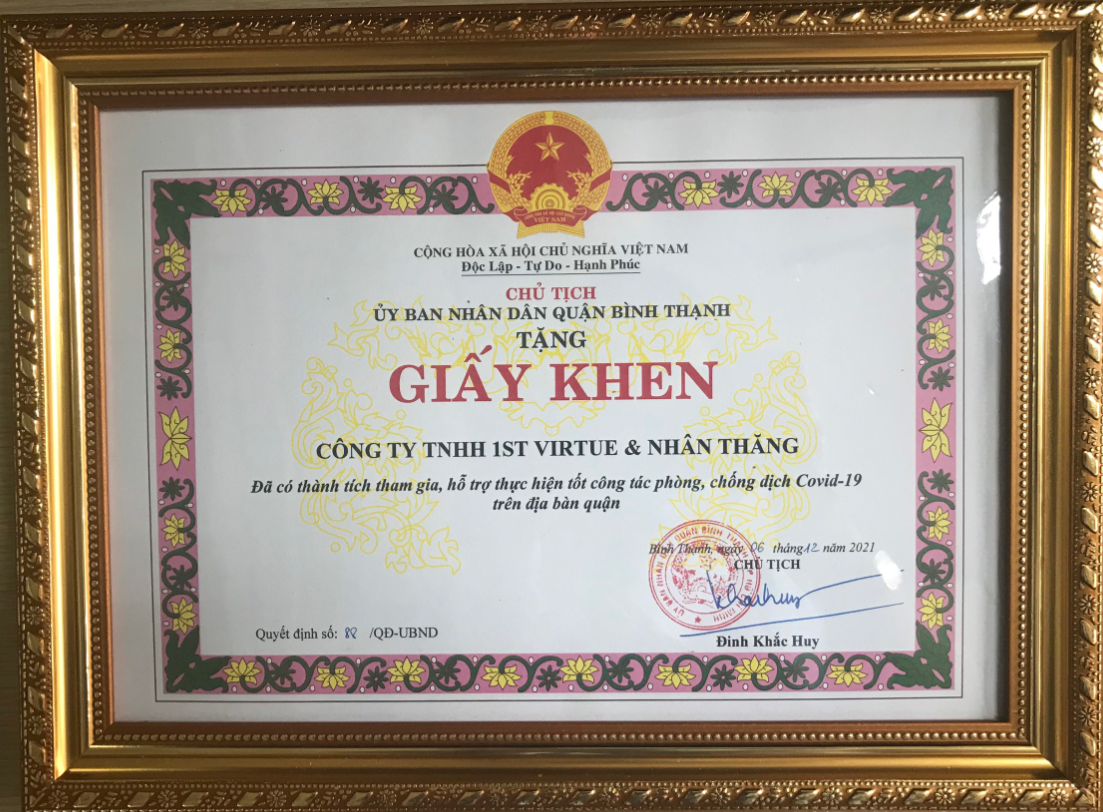 VIỆT NAM
CỘNG HÒA XÃ HỘI CHỦ NGHĨA VIỆT NAM
Độc Lập - Tự Do - Hạnh Phúc
CHỦ TỊCH
ỦY BAN NHÂN DÂN QUẬN BÌNH THẠNH
TẶNG
GIẤY KHEN
CÔNG TY TNHH 1ST VIRTUE & NHÂN THĂNG
Đã có thành tích tham gia, hỗ trợ thực hiện tốt công tác phòng, chống dịch Covid-19
trên địa bàn quận
Bình Thạnh, ngày 06 tháng 12 năm 2021
CHỦ TỊCH
Đinh Khắc Huy
Quyết định số: 88 /QĐ-UBND